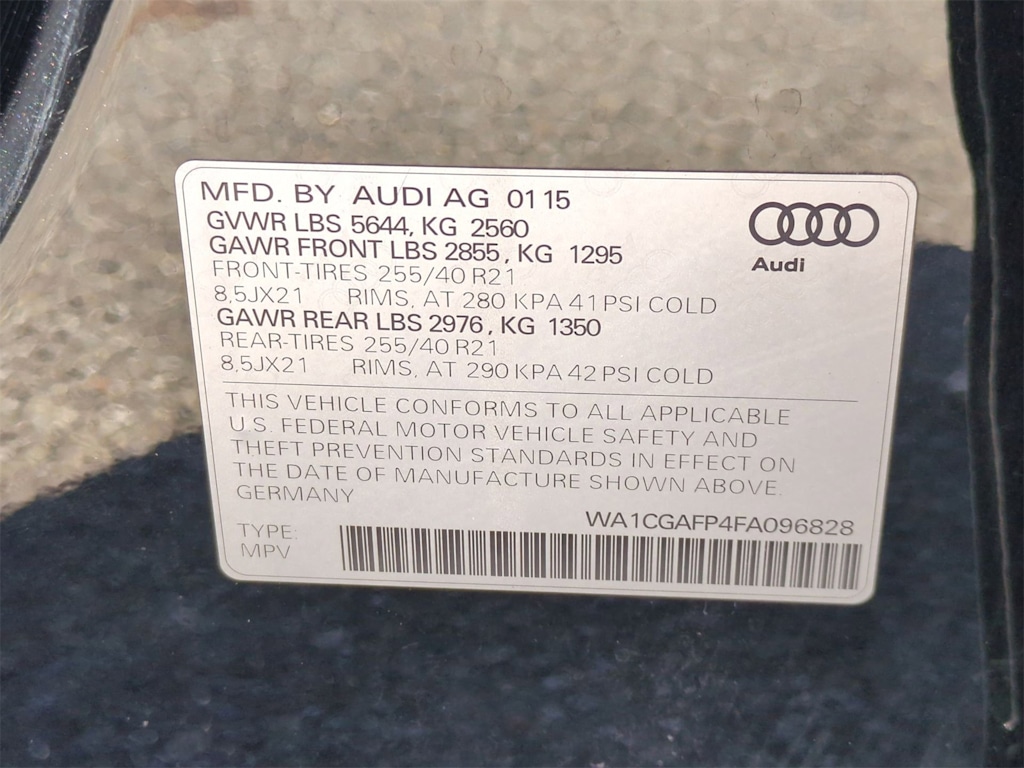 MFD. BY AUDI AG 01 15
GVWR LBS 5644, KG 2560
GAWR FRONT LBS 2855, KG 1295
FRONT-TIRES 255/40 R21
8,5JX21 RIMS, AT 280 KPA 41 PSI COLD
GAWR REAR LBS 2976, KG 1350
REAR-TIRES 255/40 R21
8,5JX21 RIMS, AT 290 KPA 42 PSI COLD
Audi
THIS VEHICLE CONFORMS TO ALL APPLICABLE
U.S. FEDERAL MOTOR VEHICLE SAFETY AND
THEFT PREVENTION STANDARDS IN EFFECT ON
THE DATE OF MANUFACTURE SHOWN ABOVE.
GERMANY
WA1CGAFP4FA096828
TYPE:
MPV